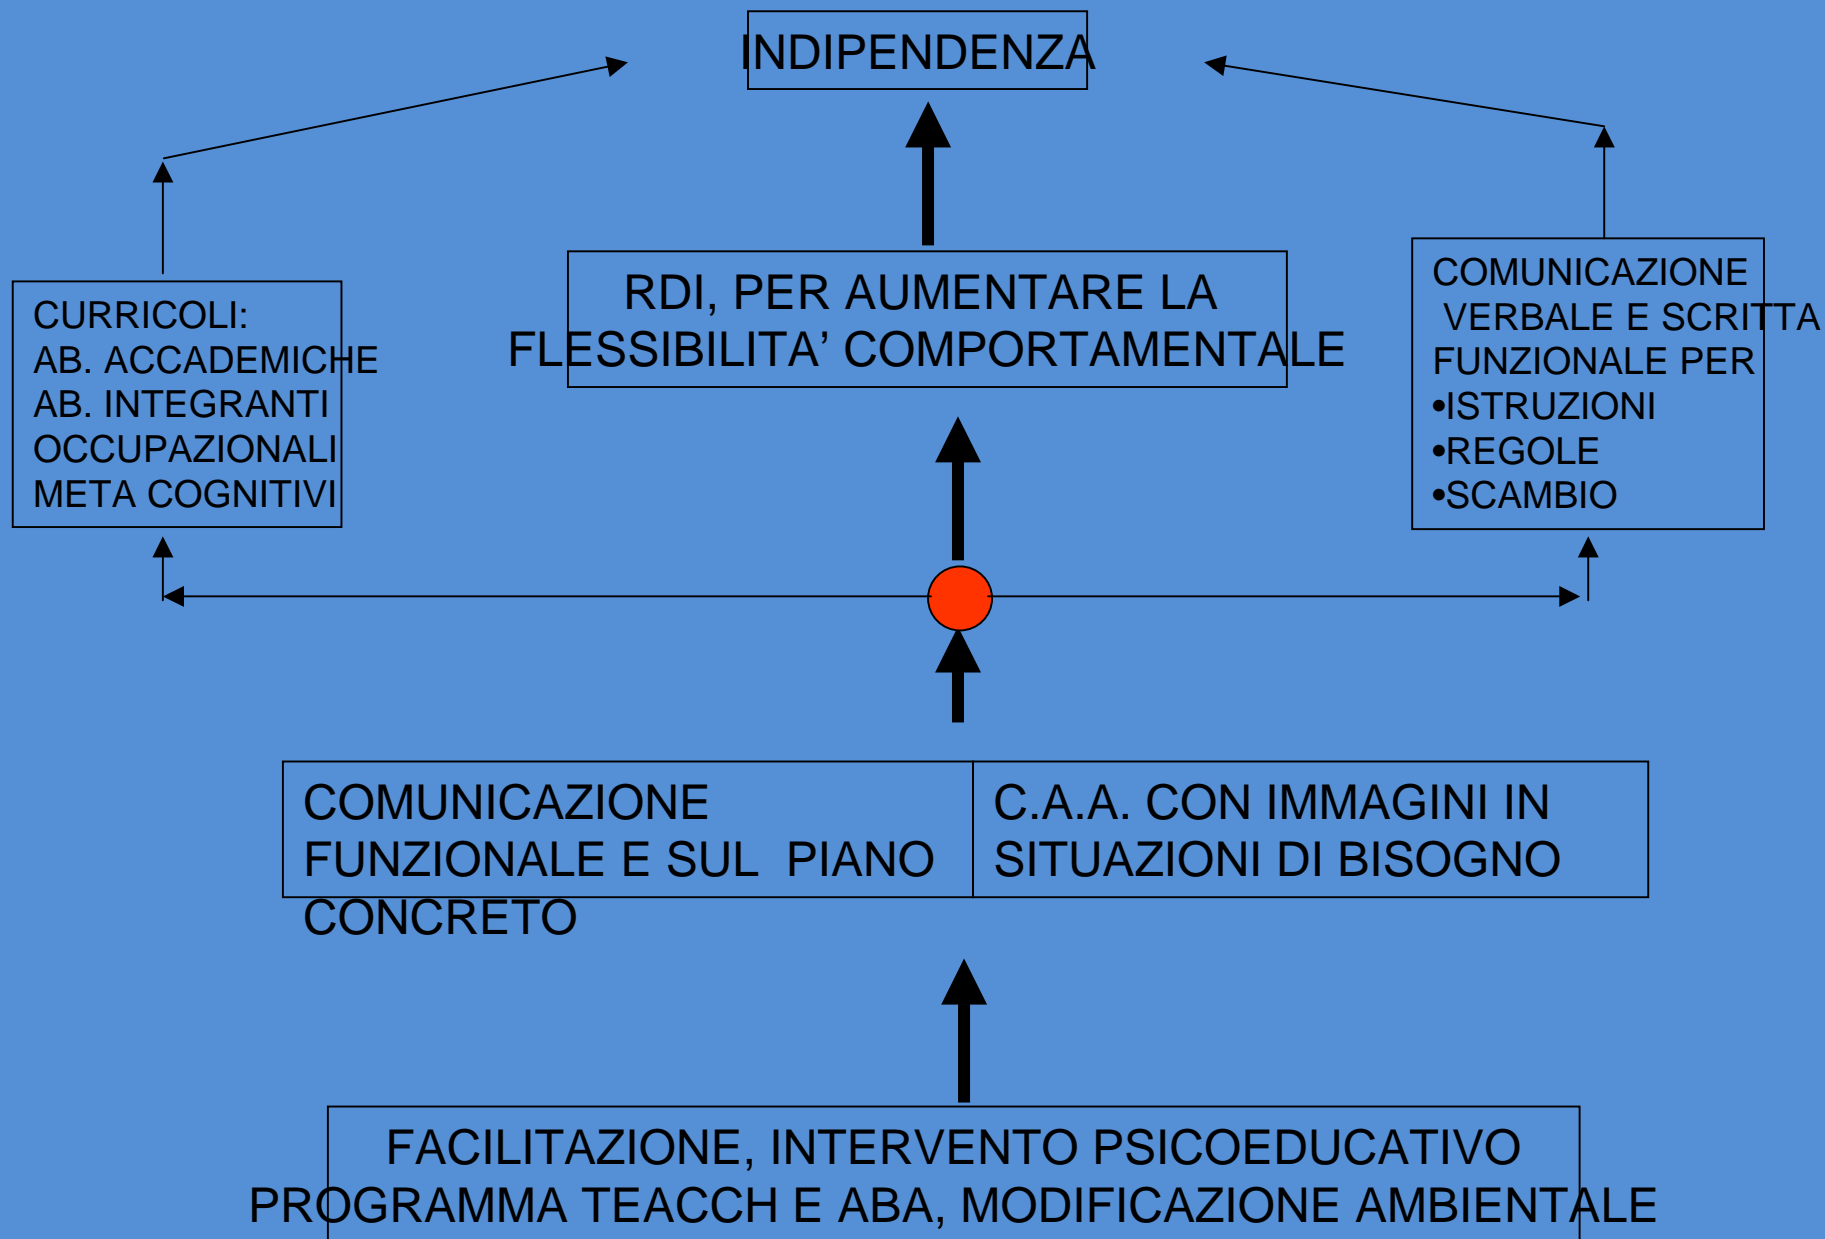 INDIPENDENZA
RDI, PER AUMENTARE LA
FLESSIBILITA’ COMPORTAMENTALE
CURRICOLI:
AB. ACCADEMICHE
AB. INTEGRANTI
OCCUPAZIONALI
META COGNITIVI
COMUNICAZIONE
VERBALE E SCRITTA
FUNZIONALE PER
•ISTRUZIONI
•REGOLE
•SCAMBIO
COMUNICAZIONE
FUNZIONALE E SUL PIANO
CONCRETO
C.A.A. CON IMMAGINI IN
SITUAZIONI DI BISOGNO
FACILITAZIONE, INTERVENTO PSICOEDUCATIVO
PROGRAMMA TEACCH E ABA, MODIFICAZIONE AMBIENTALE